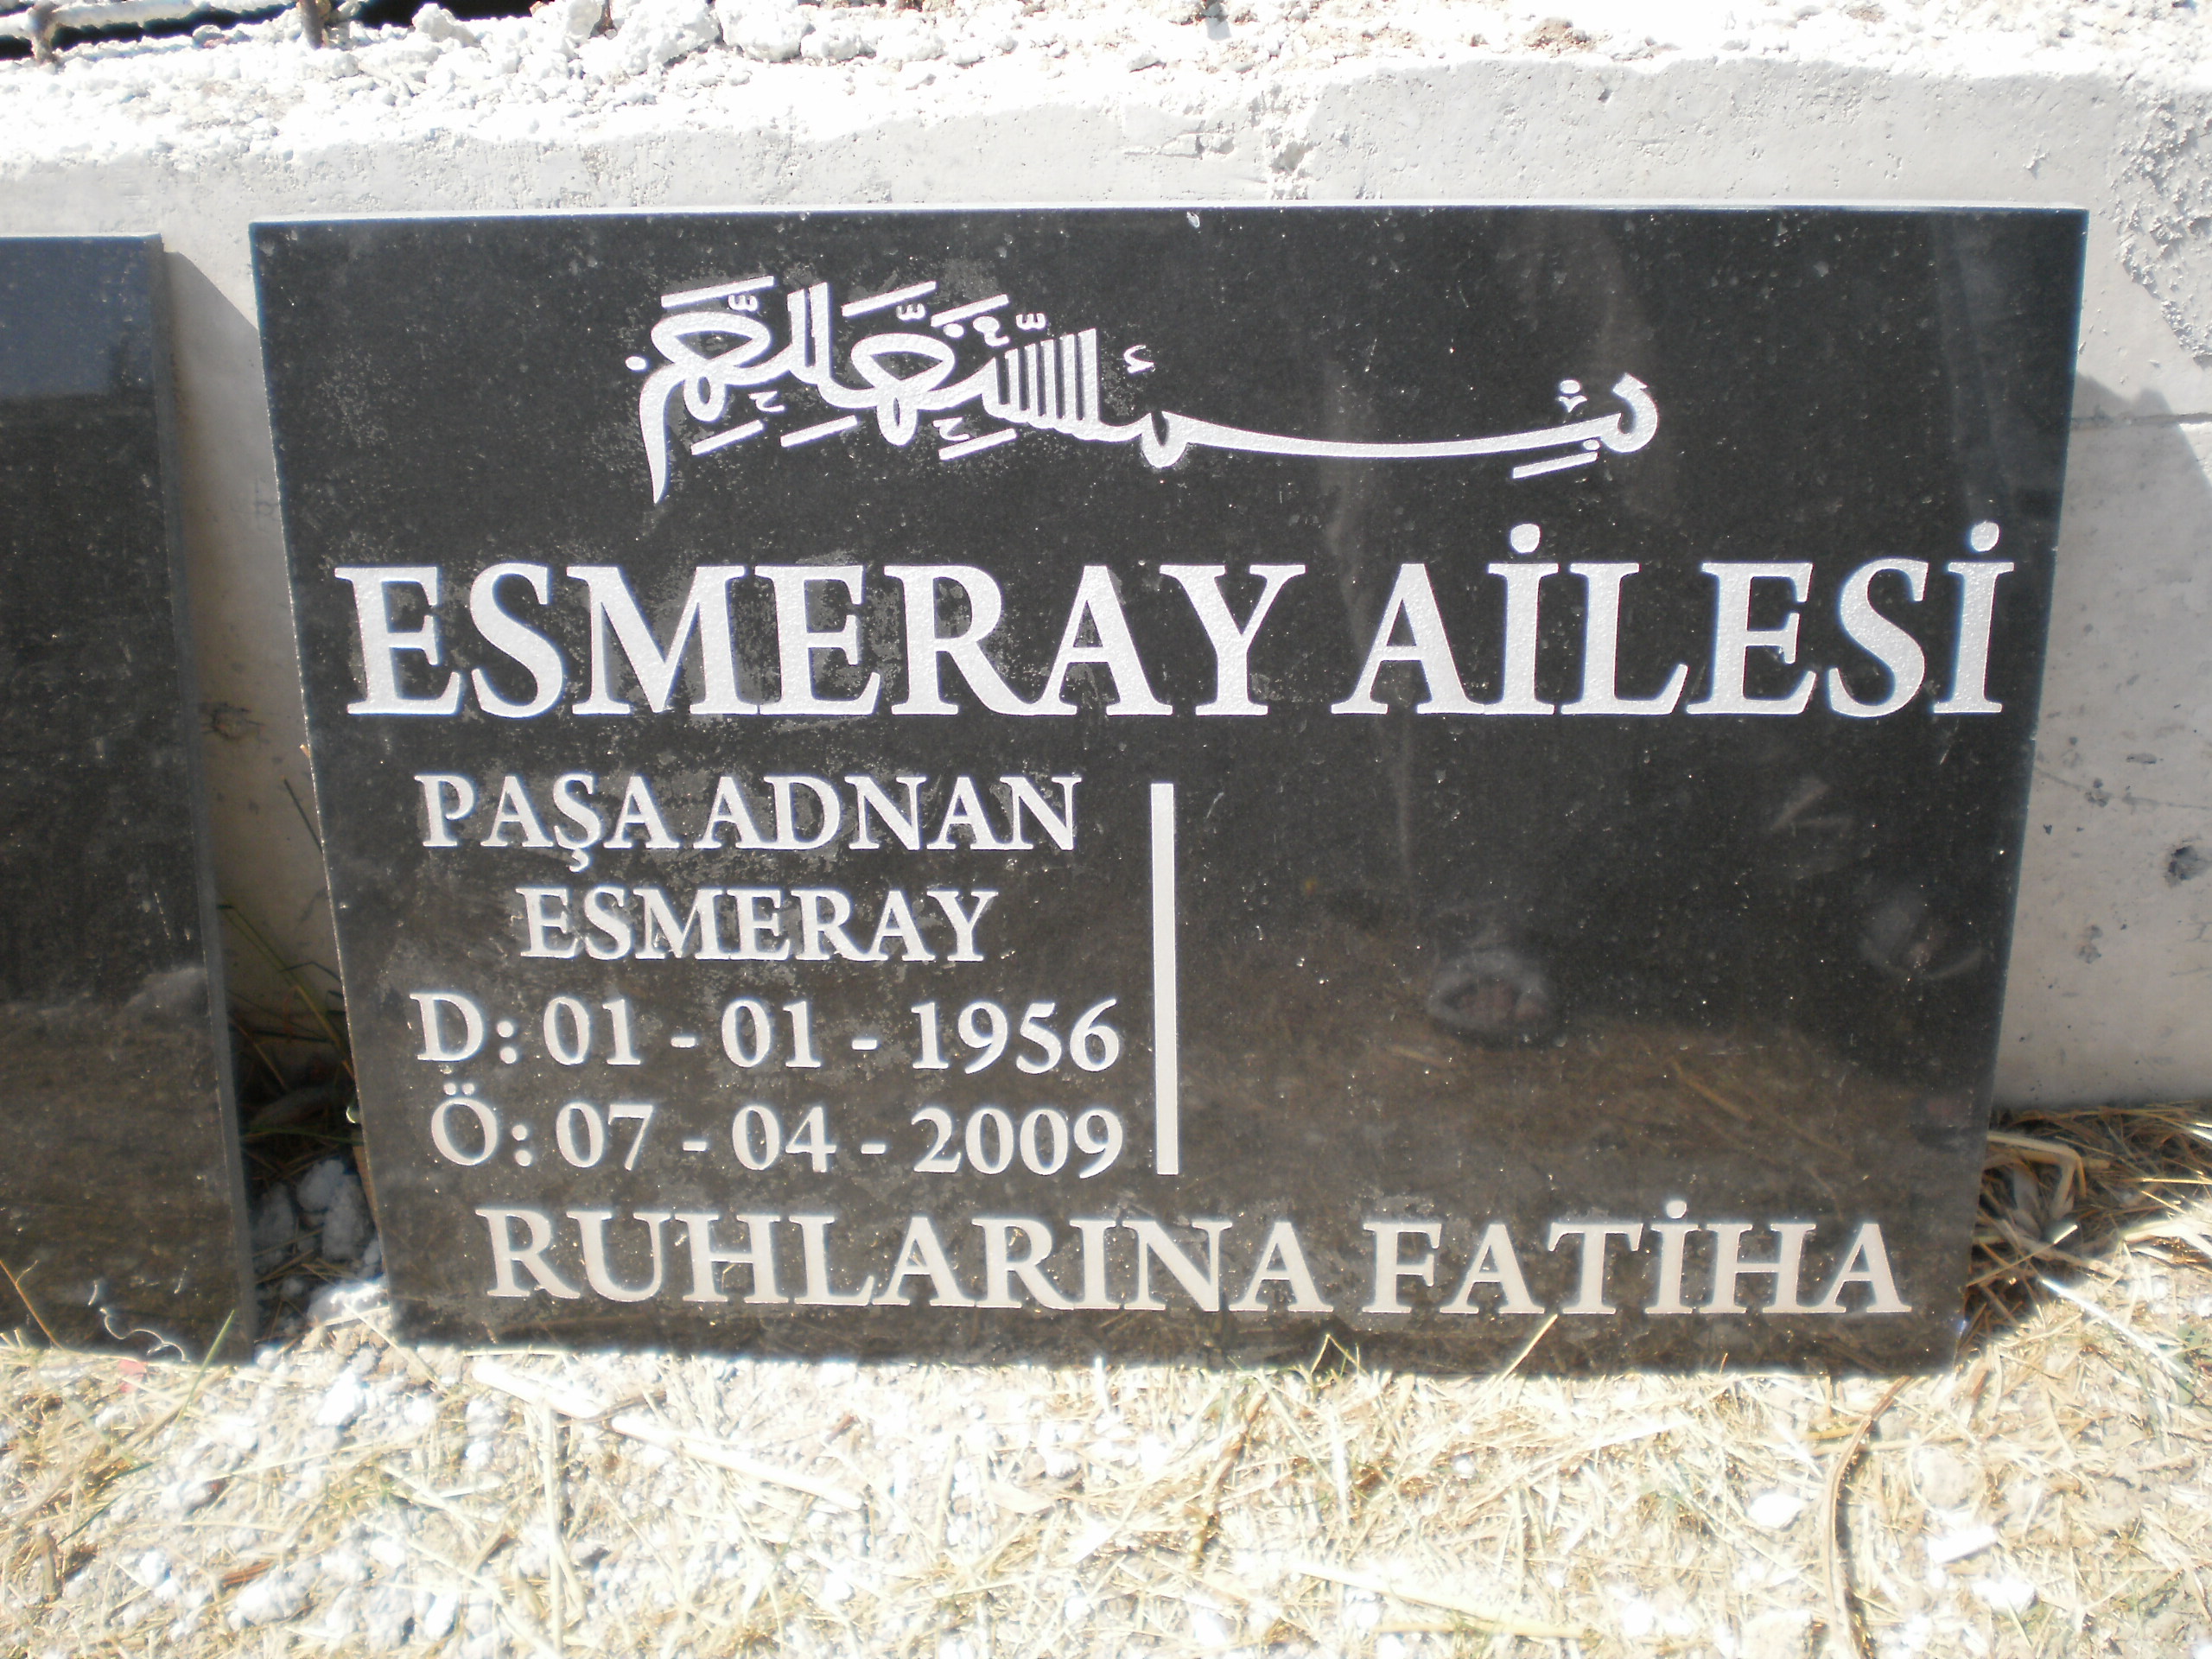 بسم الله الرحمن الرحيم
ESMERAY AİLESİ
PAŞA ADNAN
ESMERAY
D: 01 - 01 - 1956
Ö: 07 - 04 - 2009
RUHLARINA FATİHA